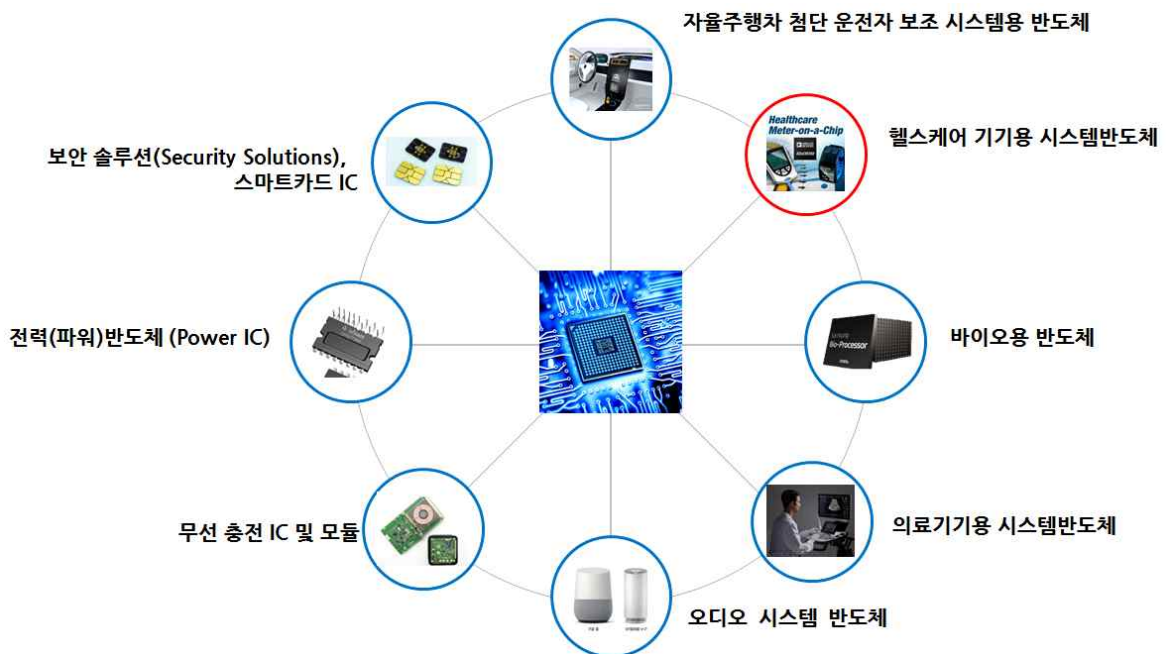 자율주행차 첨단 운전자 보조 시스템용 반도체
보안 솔루션(Security Solutions),
스마트카드 IC
Healthcare
Meter-on-a-Chip
헬스케어 기기용 시스템반도체
전력(파워)반도체 (Power IC)
Bio-Processor
바이오용 반도체
무선 충전 IC 및 모듈
의료기기용 시스템반도체
오디오 시스템 반도체